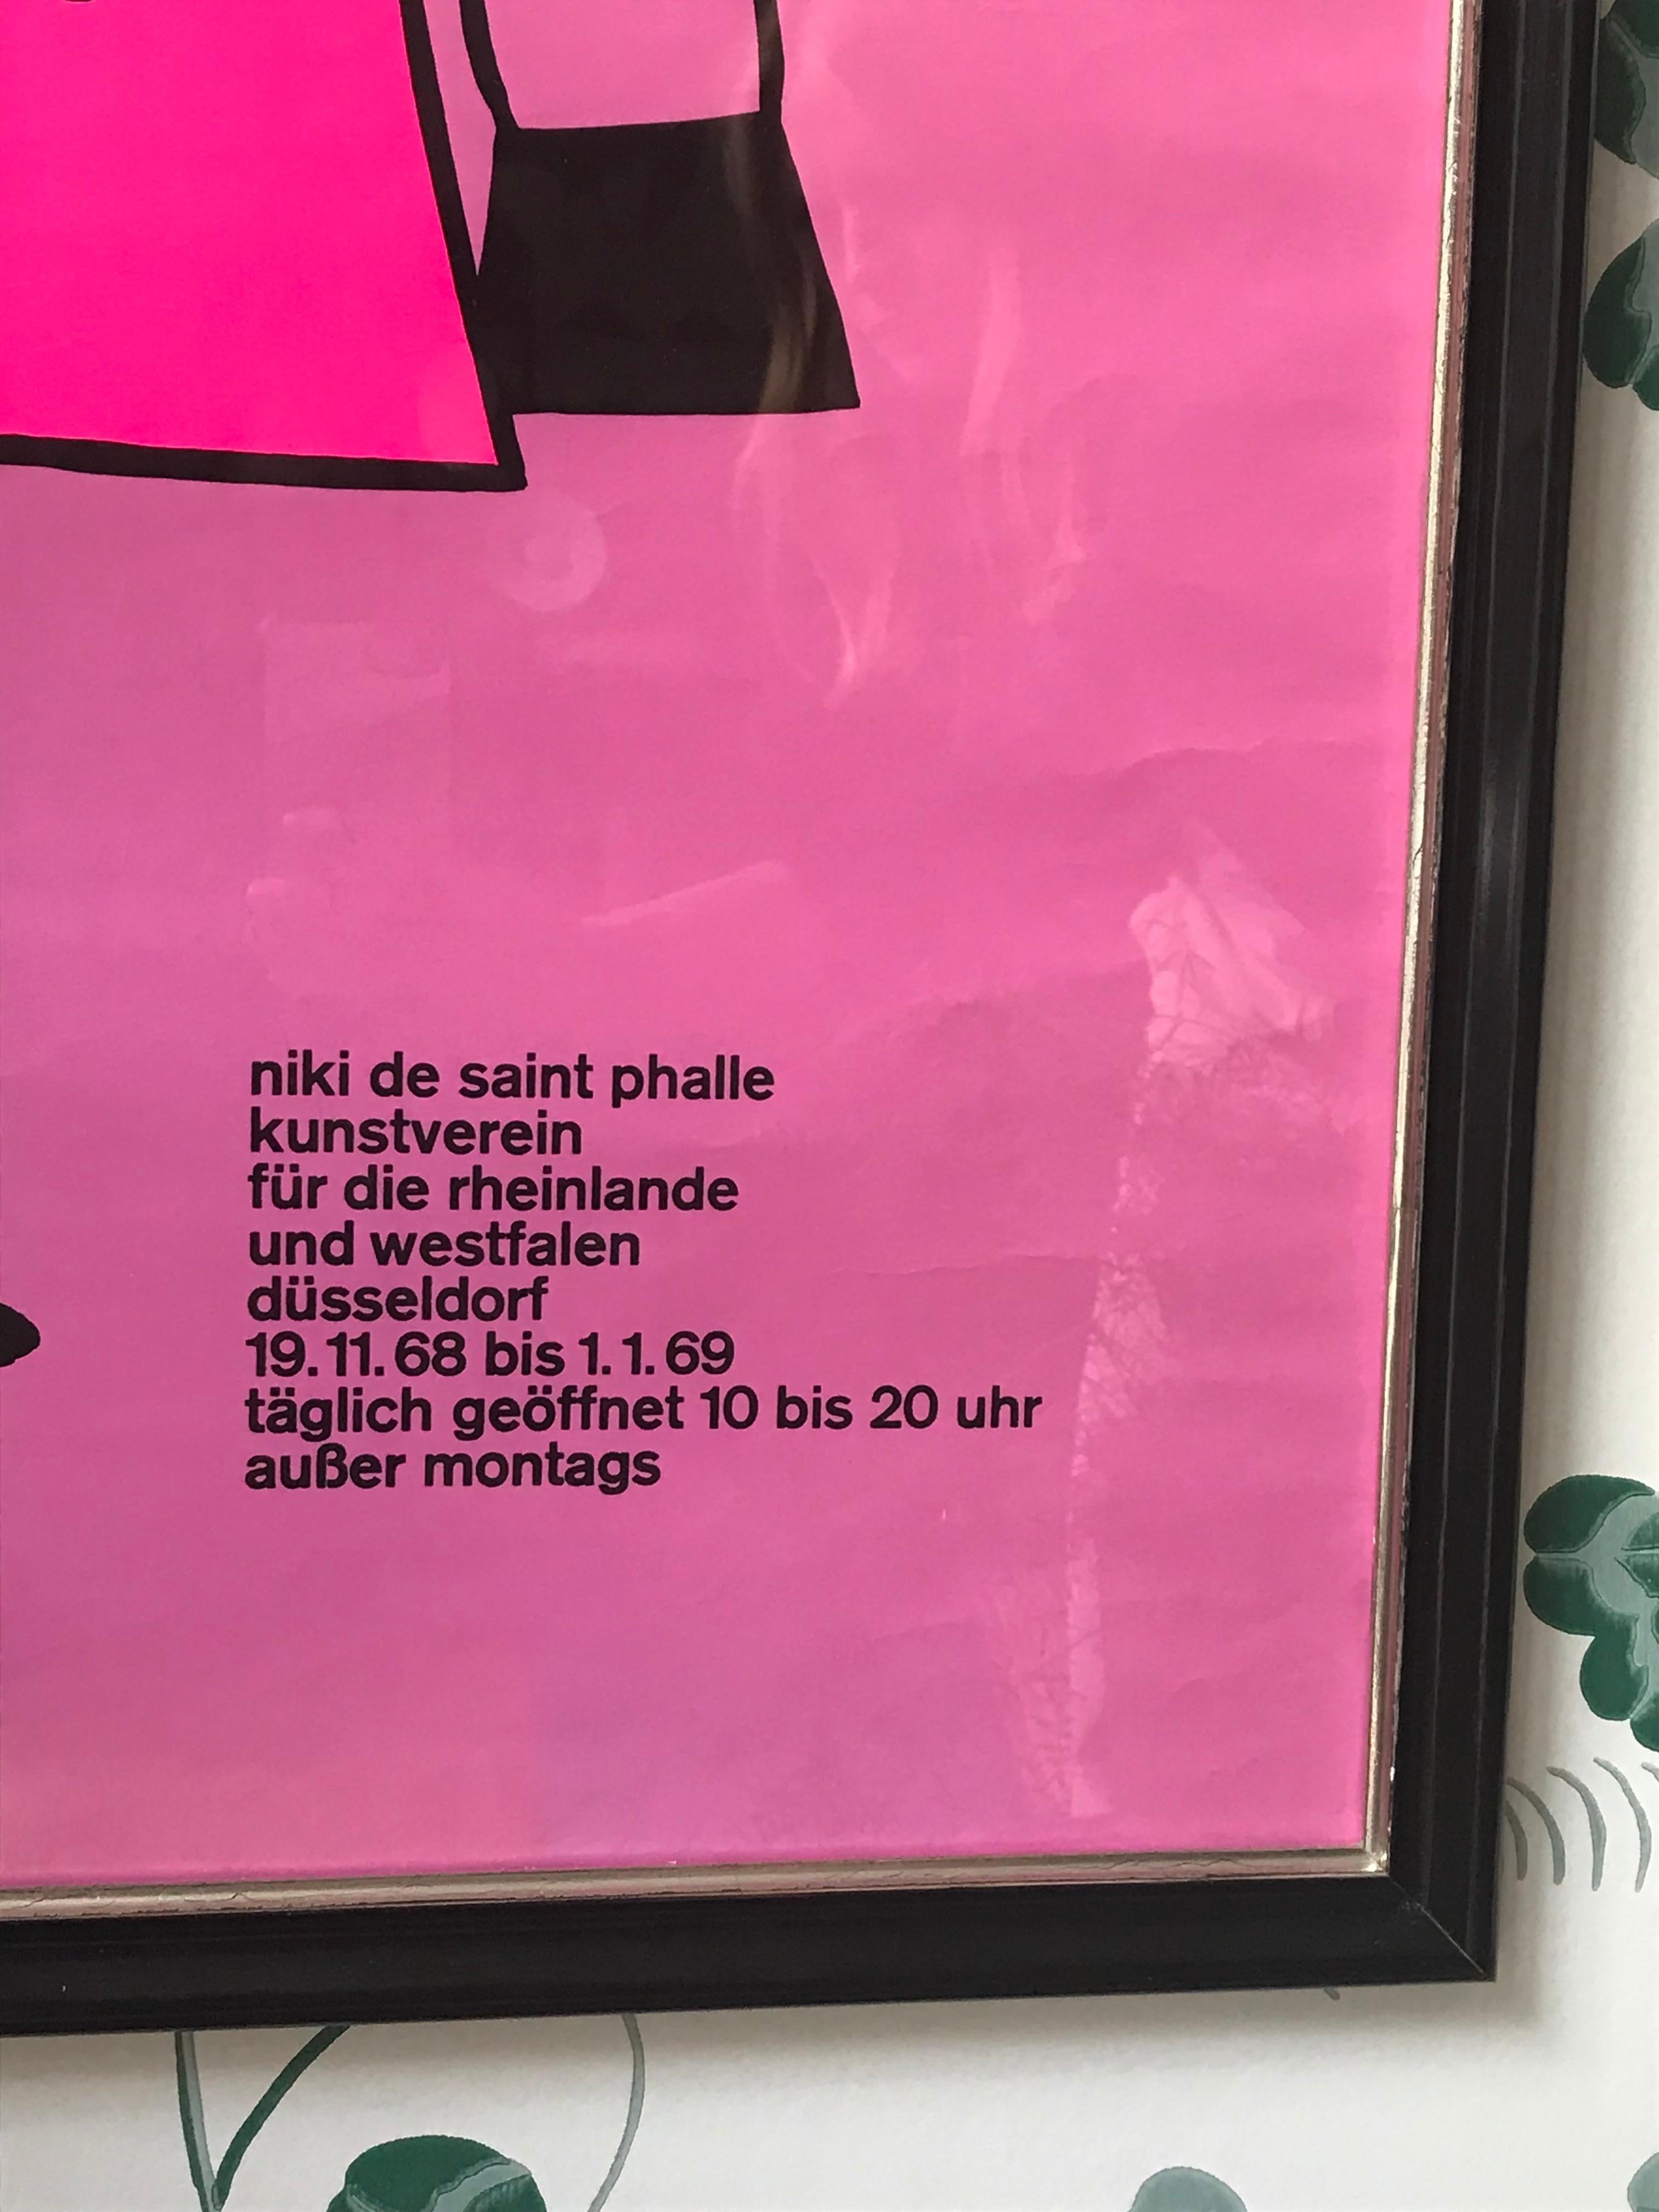 niki de saint phalle
kunstverein
für die rheinlande
und westfalen
düsseldorf
19.11.68 bis 1.1.69
täglich geöffnet 10 bis 20 uhr
außer montags